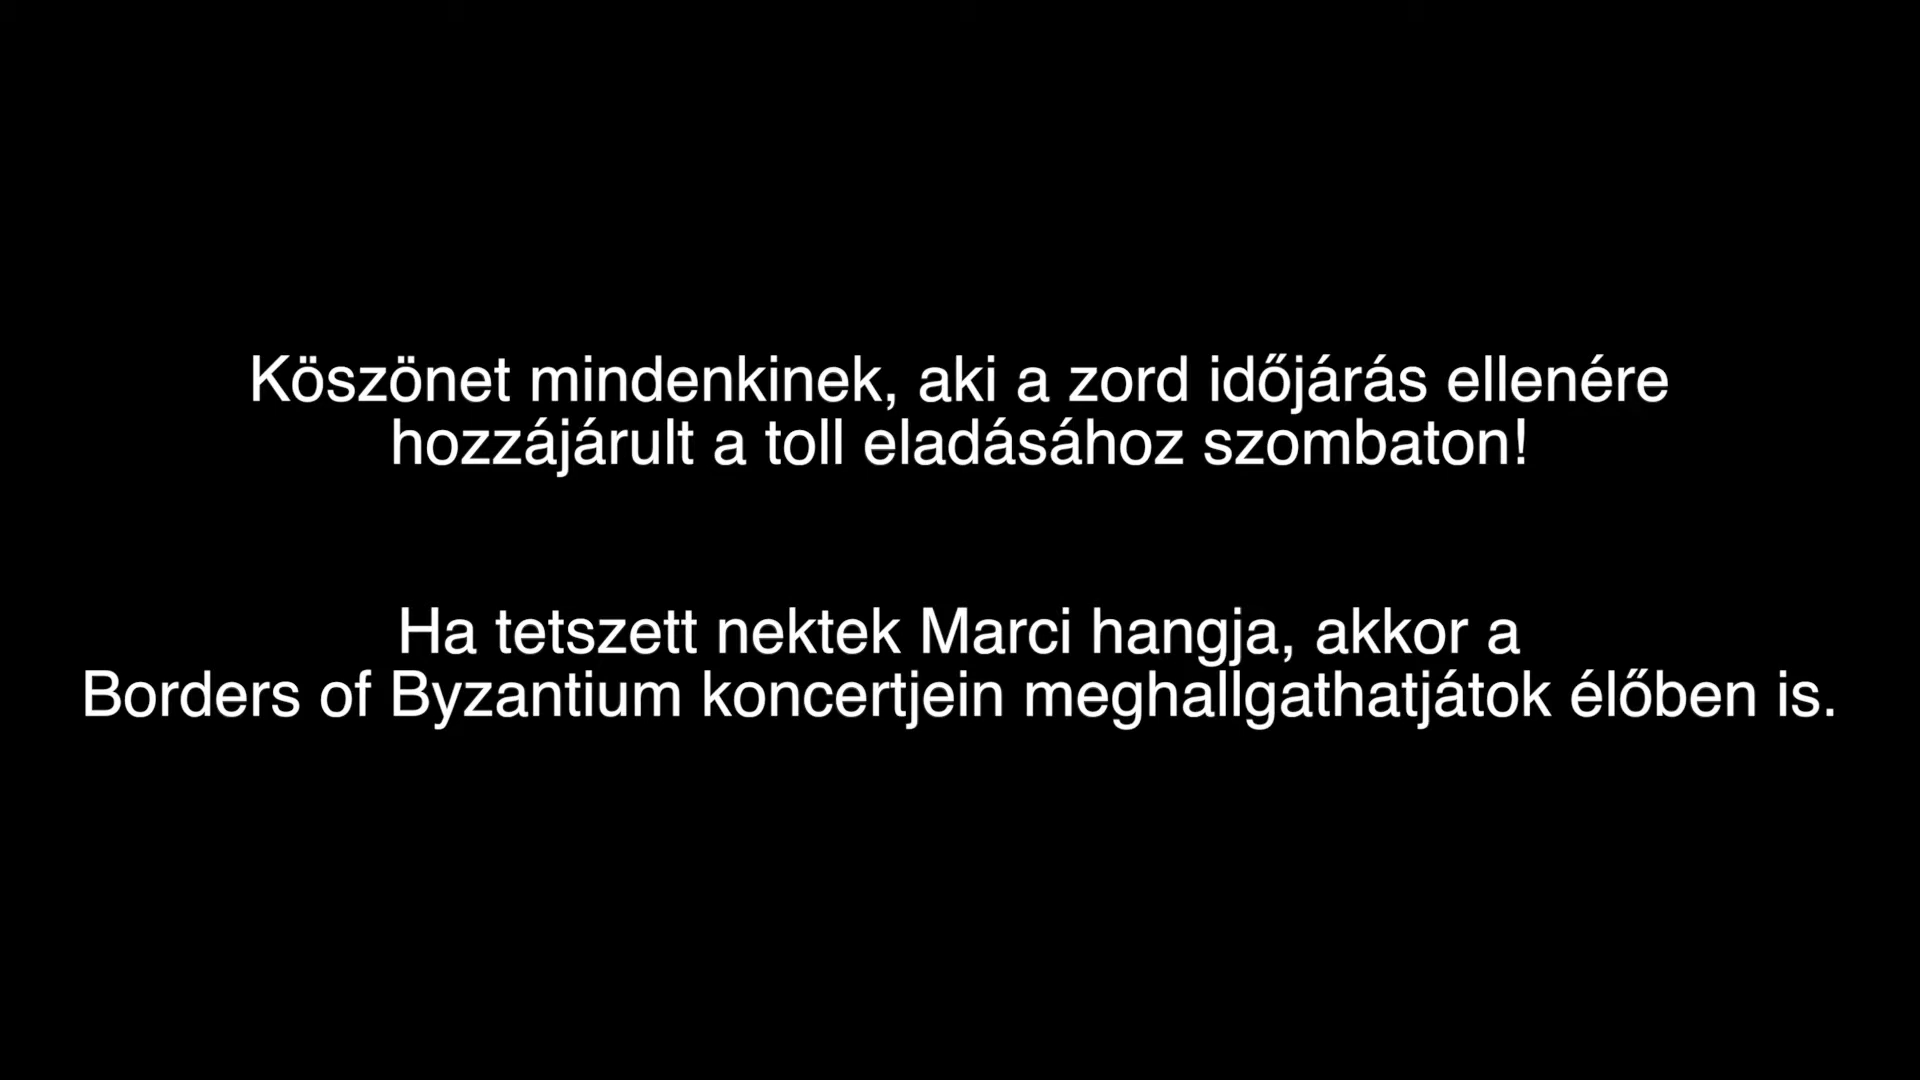 Köszönet mindenkinek, aki a zord időjárás ellenére
hozzájárult a toll eladásához szombaton!
Ha tetszett nektek Marci hangja, akkor a
Borders of Byzantium koncertjein meghallgathatjátok élőben is.